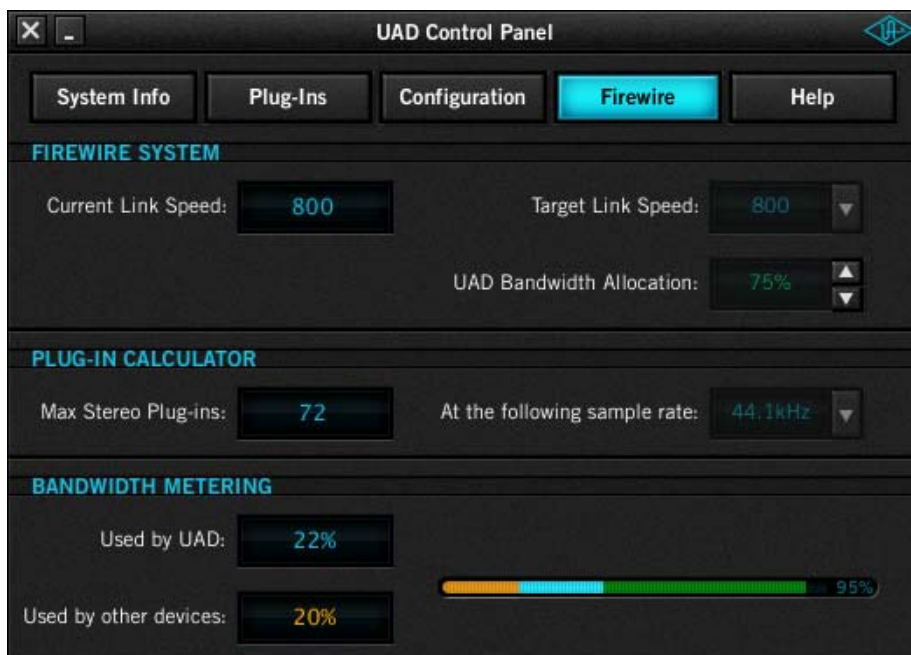 UAD Control Panel
System Info Plug-Ins Configuration Firewire Help
FIREWIRE SYSTEM
Current Link Speed: 800 Target Link Speed: 800
UAD Bandwidth Allocation: 75%
PLUG-IN CALCULATOR
Max Stereo Plug-ins: 72 At the following sample rate: 44.1kHz
BANDWIDTH METERING
Used by UAD: 22%
95%
Used by other devices: 20%